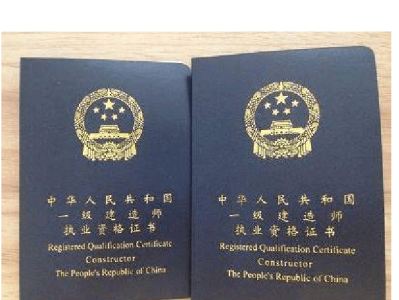 中华人民共和国
一级建造师
执业资格证书
Registered Qualification Certificate
Constructor
The People's Republic of China
中华人民共和国
一级建造师
执业资格证书
Registered Qualification Certificate
Constructor
The People's Republic of China